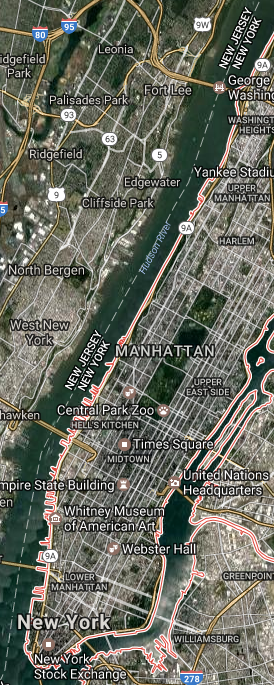 95
80
9W
Leonia
NEW JERSEY
NEW YORK
Ridgefield
Park
9A
Fort Lee
George
Washing
Palisades Park
93
WASHINGT
HEIGHTS
63
Ridgefield
5
Yankee Stadiu
Edgewater
UPPER
MANHATTAN
9
Cliffside Park
5
9A
HARLEM
Hudson River
North Bergen
West New
York
NEW JERSEY
NEW YORK
MANHATTAN
UPPER
EAST SIDE
Central Park Zoo
hawken
HELL'S KITCHEN
Times Square
MIDTOWN
United Nations
Headquarters
mpire State Building
en
Whitney Museum
of American Art
Webster Hall
9A
LOWER
MANHATTAN
GREENPOINT
New York
WILLIAMSBURG
New York
Stock Exchange
278